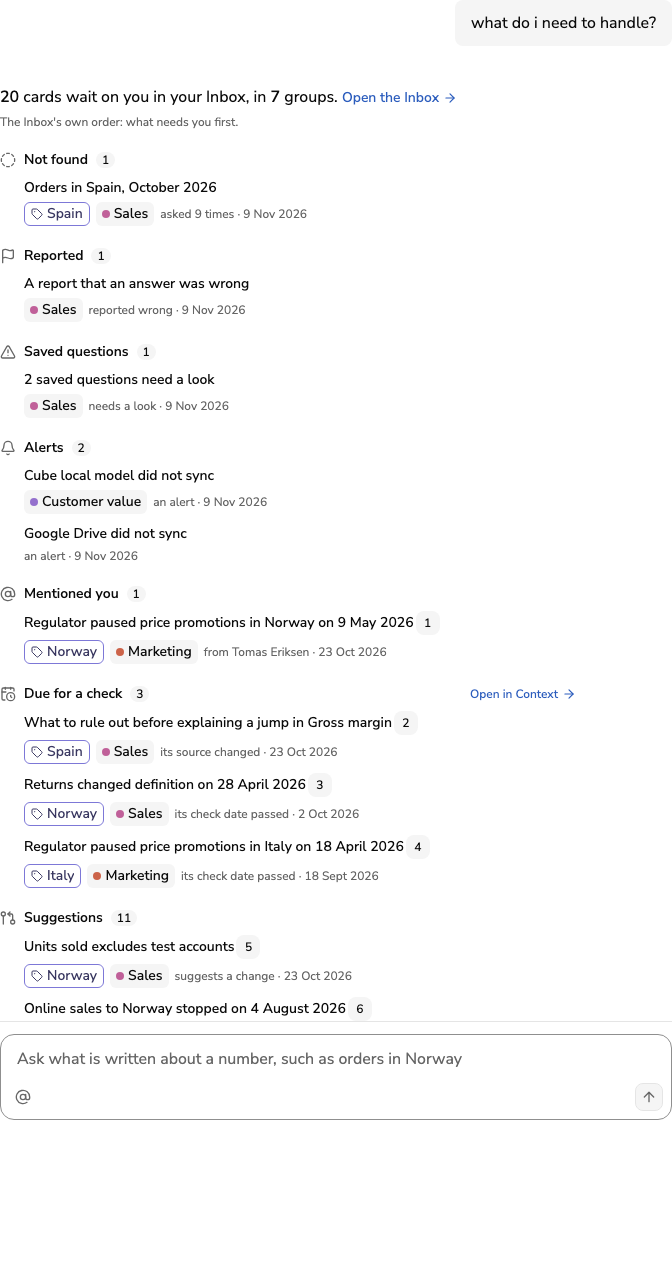 what do i need to handle?
20 cards wait on you in your Inbox, in 7 groups. Open the Inbox →
The Inbox's own order: what needs you first.
Not found 1
Orders in Spain, October 2026
Spain Sales asked 9 times · 9 Nov 2026
Reported 1
A report that an answer was wrong
Sales reported wrong · 9 Nov 2026
Saved questions 1
2 saved questions need a look
Sales needs a look · 9 Nov 2026
Alerts 2
Cube local model did not sync
Customer value an alert · 9 Nov 2026
Google Drive did not sync
an alert · 9 Nov 2026
Mentioned you 1
Regulator paused price promotions in Norway on 9 May 2026 1
Norway Marketing from Tomas Eriksen · 23 Oct 2026
Due for a check 3 Open in Context →
What to rule out before explaining a jump in Gross margin 2
Spain Sales its source changed · 23 Oct 2026
Returns changed definition on 28 April 2026 3
Norway Sales its check date passed · 2 Oct 2026
Regulator paused price promotions in Italy on 18 April 2026 4
Italy Marketing its check date passed · 18 Sept 2026
Suggestions 11
Units sold excludes test accounts 5
Norway Sales suggests a change · 23 Oct 2026
Online sales to Norway stopped on 4 August 2026 6
Ask what is written about a number, such as orders in Norway